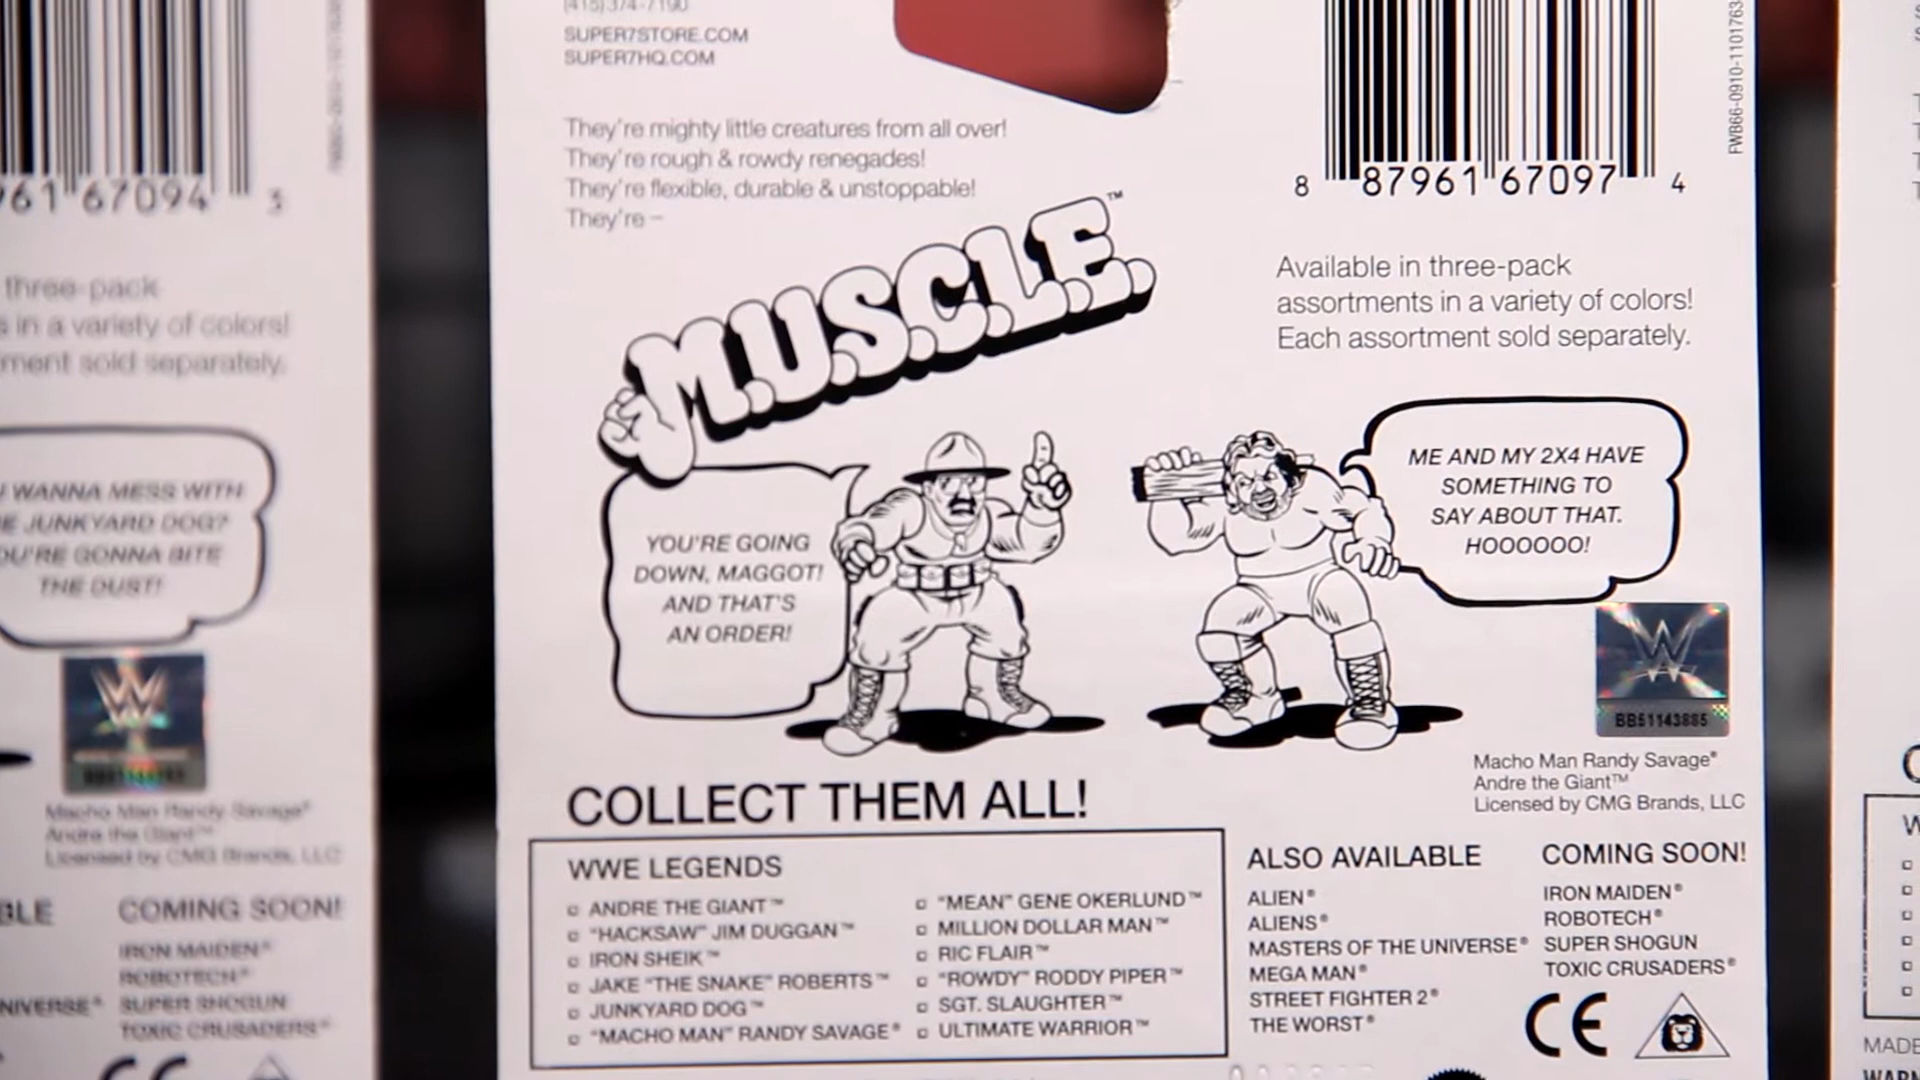 (415)374-7190
SUPER7STORE.COM
SUPER7HQ.COM
They're mighty little creatures from all over!
They're rough & rowdy renegades!
They're flexible, durable & unstoppable!
They're –
M.U.S.C.L.E.™
8 87961 67097 4
FWB66-0910-1101763
Available in three-pack
assortments in a variety of colors!
Each assortment sold separately.
YOU'RE GOING
DOWN, MAGGOT!
AND THAT'S
AN ORDER!
ME AND MY 2X4 HAVE
SOMETHING TO
SAY ABOUT THAT.
HOOOOOO!
BB51143885
Macho Man Randy Savage®
Andre the Giant™
Licensed by CMG Brands, LLC
COLLECT THEM ALL!
WWE LEGENDS
ANDRE THE GIANT™
"HACKSAW" JIM DUGGAN™
IRON SHEIK™
JAKE "THE SNAKE" ROBERTS™
JUNKYARD DOG™
"MACHO MAN" RANDY SAVAGE®
"MEAN" GENE OKERLUND™
MILLION DOLLAR MAN™
RIC FLAIR™
"ROWDY" RODDY PIPER™
SGT. SLAUGHTER™
ULTIMATE WARRIOR™
ALSO AVAILABLE
ALIEN®
ALIENS®
MASTERS OF THE UNIVERSE®
MEGA MAN®
STREET FIGHTER 2®
THE WORST®
COMING SOON!
IRON MAIDEN®
ROBOTECH®
SUPER SHOGUN
TOXIC CRUSADERS®
CE
961 67094 3
three-pack
s in a variety of colors!
ment sold separately.
WANNA MESS WITH
E JUNKYARD DOG?
OU'RE GONNA BITE
THE DUST!
W
Macho Man Randy Savage®
Andre the Giant™
Licensed by CMG Brands, LLC
BLE
COMING SOON!
IRON MAIDEN®
ROBOTECH®
NIVERSE® SUPER SHOGUN
TOXIC CRUSADERS®
MADE
WARN